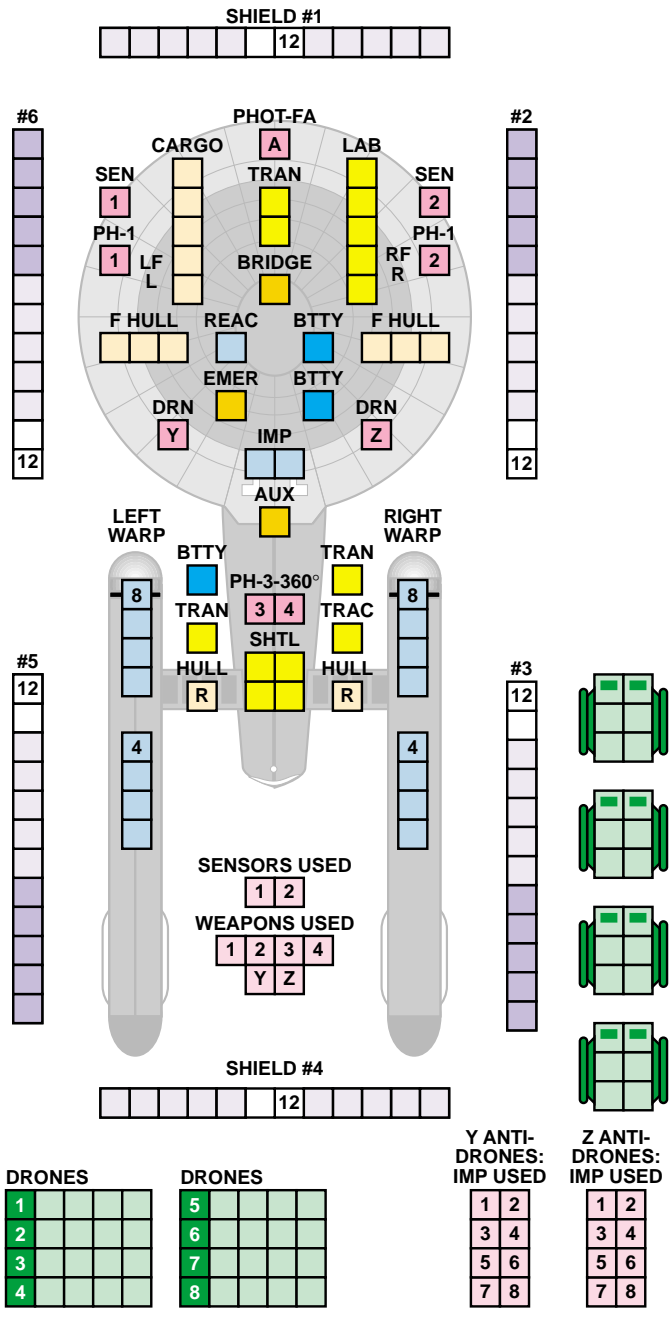 SHIELD #1
12
#6
PHOT-FA
#2
CARGO
A
LAB
SEN
TRAN
SEN
1
2
PH-1
PH-1
1
LF
L
BRIDGE
RF
R
2
F HULL
REAC
BTTY
F HULL
EMER
BTTY
DRN
DRN
Y
IMP
Z
12
12
AUX
LEFT
WARP
RIGHT
WARP
BTTY
TRAN
PH-3-360°
8
8
3 4
TRAN
TRAC
SHTL
#5
HULL
HULL
#3
12
R
R
12
4
4
SENSORS USED
1 2
WEAPONS USED
1 2 3 4
Y Z
SHIELD #4
12
Y ANTI-
DRONES:
IMP USED
Z ANTI-
DRONES:
IMP USED
DRONES
DRONES
1
2
3
4
5
6
7
8
1 2
3 4
5 6
7 8
1 2
3 4
5 6
7 8